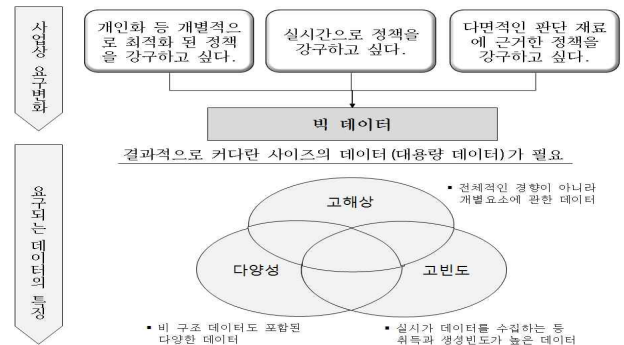 사업상 요구변화
개인화 등 개별적으
로 최적화 된 정책
을 강구하고 싶다.
실시간으로 정책을
강구하고 싶다.
다면적인 판단 재료
에 근거한 정책을
강구하고 싶다.
빅 데이터
결과적으로 커다란 사이즈의 데이터(대용량 데이터)가 필요
요구되는 데이터의 특징
고해상
▪ 전체적인 경향이 아니라
개별요소에 관한 데이터
다양성
고빈도
▪ 비 구조 데이터도 포함된
다양한 데이터
▪ 실시가 데이터를 수집하는 등
취득과 생성빈도가 높은 데이터